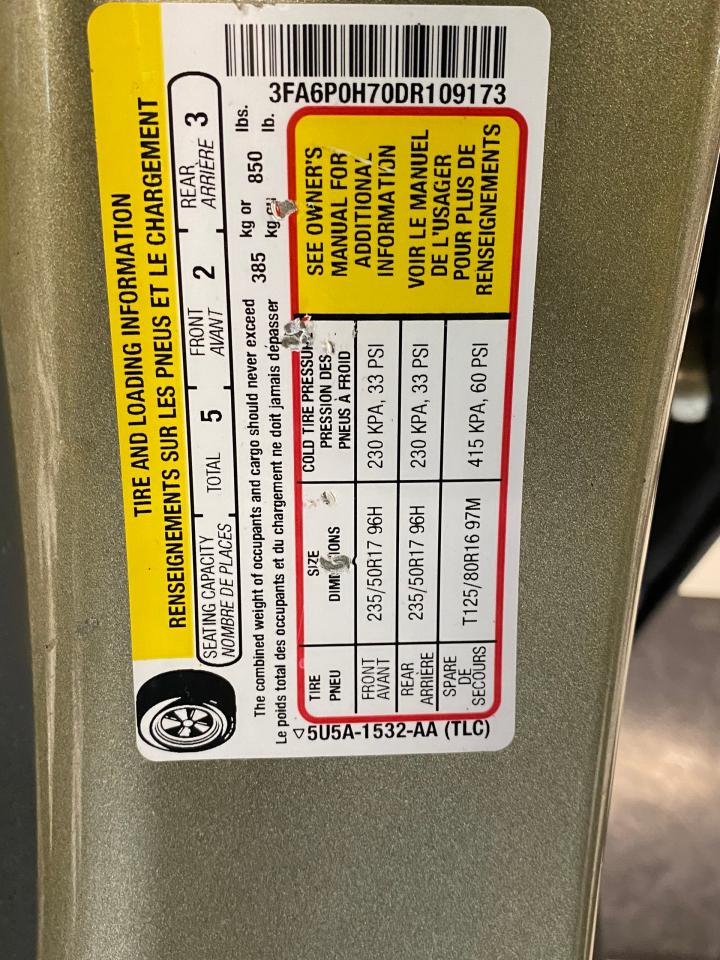 3FA6P0H70DR109173
TIRE AND LOADING INFORMATION
RENSEIGNEMENTS SUR LES PNEUS ET LE CHARGEMENT
SEATING CAPACITY
NOMBRE DE PLACES
TOTAL 5
FRONT
AVANT 2
REAR
ARRIÈRE 3
The combined weight of occupants and cargo should never exceed 385 kg or 850 lbs.
Le poids total des occupants et du chargement ne doit jamais dépasser kg lb.
TIRE
PNEU
SIZE
COLD TIRE PRESSURE
PRESSION DES
PNEUS À FROID
FRONT
AVANT
235/50R17 96H
230 KPA, 33 PSI
REAR
ARRIÈRE
235/50R17 96H
230 KPA, 33 PSI
SPARE
DE
SECOURS
T125/80R16 97M
415 KPA, 60 PSI
SEE OWNER'S
MANUAL FOR
ADDITIONAL
INFORMATION
VOIR LE MANUEL
DE L'USAGER
POUR PLUS DE
RENSEIGNEMENTS
▽5U5A-1532-AA (TLC)